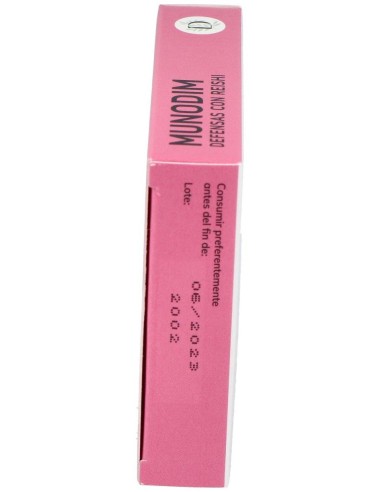 D
MUNODIM
DEFENSAS CON REISHI
Consumir preferentemente
antes del fin de:
06/2023
Lote:
2002